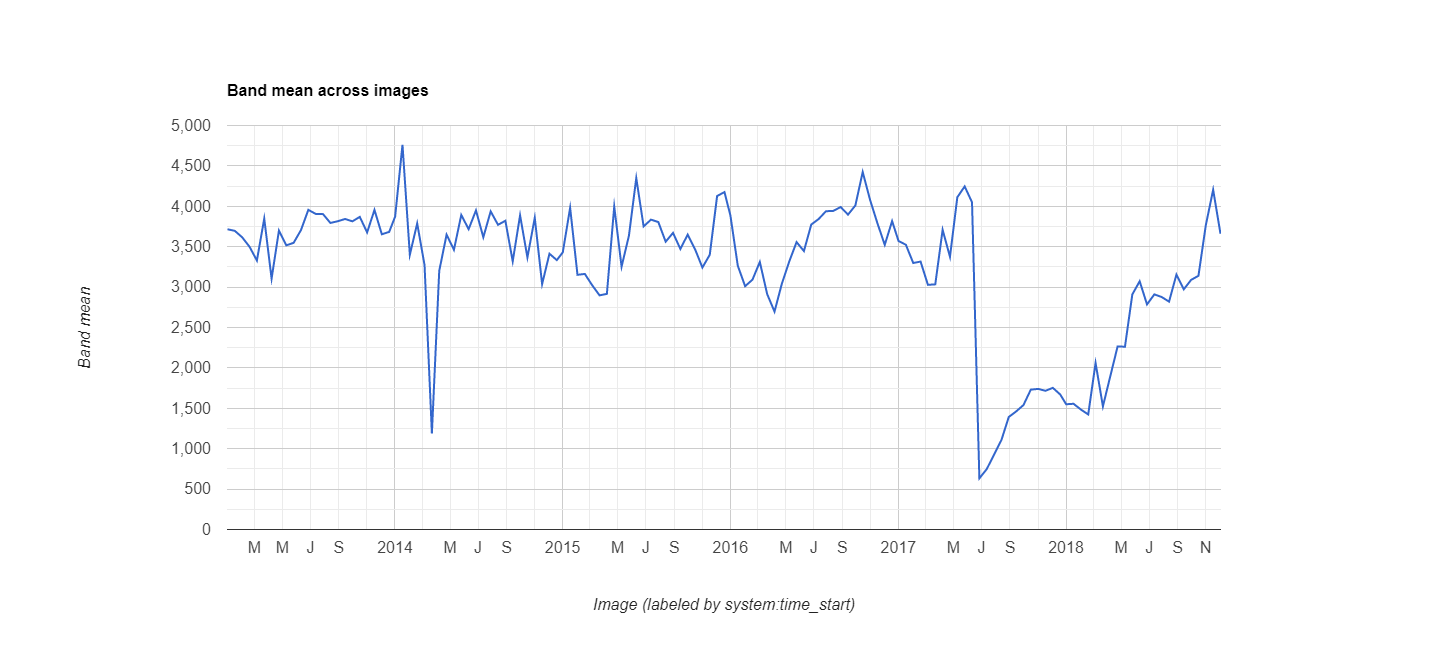 Band mean across images
5,000
4,500
4,000
3,500
3,000
2,500
2,000
1,500
1,000
500
0
Band mean
M M J S 2014 M J S 2015 M J S 2016 M J S 2017 M J S 2018 M J S N
Image (labeled by system:time_start)